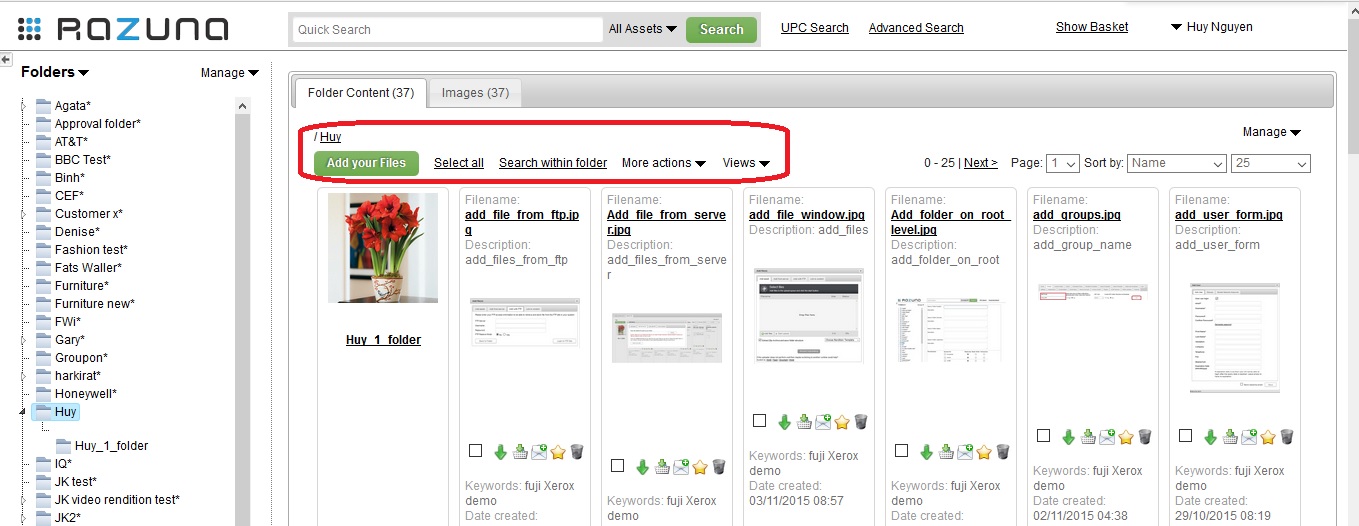 RAZUNA
Quick Search
All Assets
Search
UPC Search
Advanced Search
Show Basket
Huy Nguyen
Folders
Manage
Agata*
Approval folder*
AT&T*
BBC Test*
Binh*
CEF*
Customer x*
Denise*
Fashion test*
Fats Waller*
Furniture*
Furniture new*
FWi*
Gary*
Groupon*
harkirat*
Honeywell*
Huy
Huy_1_folder
IQ*
JK test*
JK video rendition test*
JK2*
Folder Content (37)
Images (37)
/ Huy
Manage
Add your Files
Select all
Search within folder
More actions
Views
0 - 25 | Next >
Page: 1
Sort by: Name
25
Huy_1_folder
Filename:
add_file_from_ftp.jp
g
Description:
add_files_from_ftp
Keywords: fuji Xerox
demo
Date created:
Filename:
Add_file_from_serve
r.jpg
Description:
add_files_from_serve
r
Keywords: fuji Xerox
demo
Filename:
add_file_window.jpg
Description: add_files
Keywords: fuji Xerox
demo
Date created:
03/11/2015 08:57
Filename:
Add_folder_on_root_
level.jpg
Description:
add_folder_on_root
Keywords: fuji Xerox
demo
Date created:
Filename:
add_groups.jpg
Description:
add_group_name
Keywords: fuji Xerox
demo
Date created:
02/11/2015 04:38
Filename:
add_user_form.jpg
Description:
add_user_form
Keywords: fuji Xerox
demo
Date created:
29/10/2015 08:19